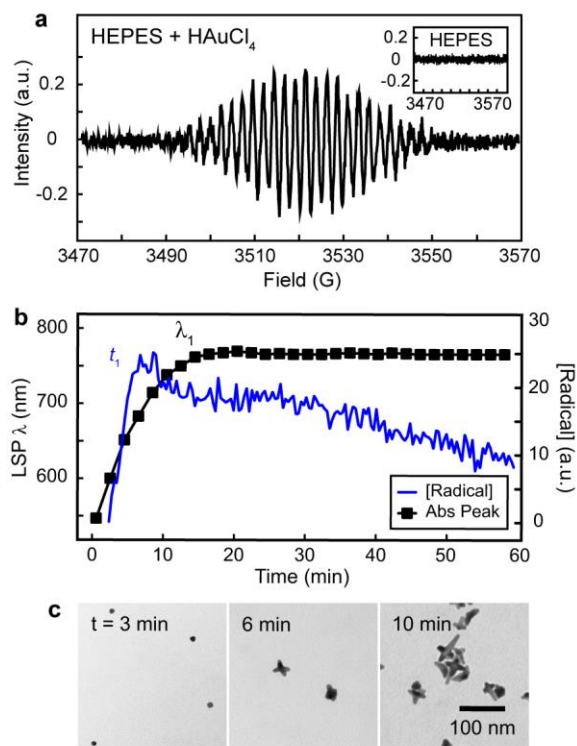 a
HEPES + HAuCl₄
HEPES
0.2
0
-0.2
3470 3570
Intensity (a.u.)
0.2
0
-0.2
3470 3490 3510 3530 3550 3570
Field (G)
b
t₁
λ₁
LSP λ (nm)
800
700
600
[Radical] (a.u.)
30
20
10
0
[Radical]
Abs Peak
0 10 20 30 40 50 60
Time (min)
c
t = 3 min
6 min
10 min
100 nm